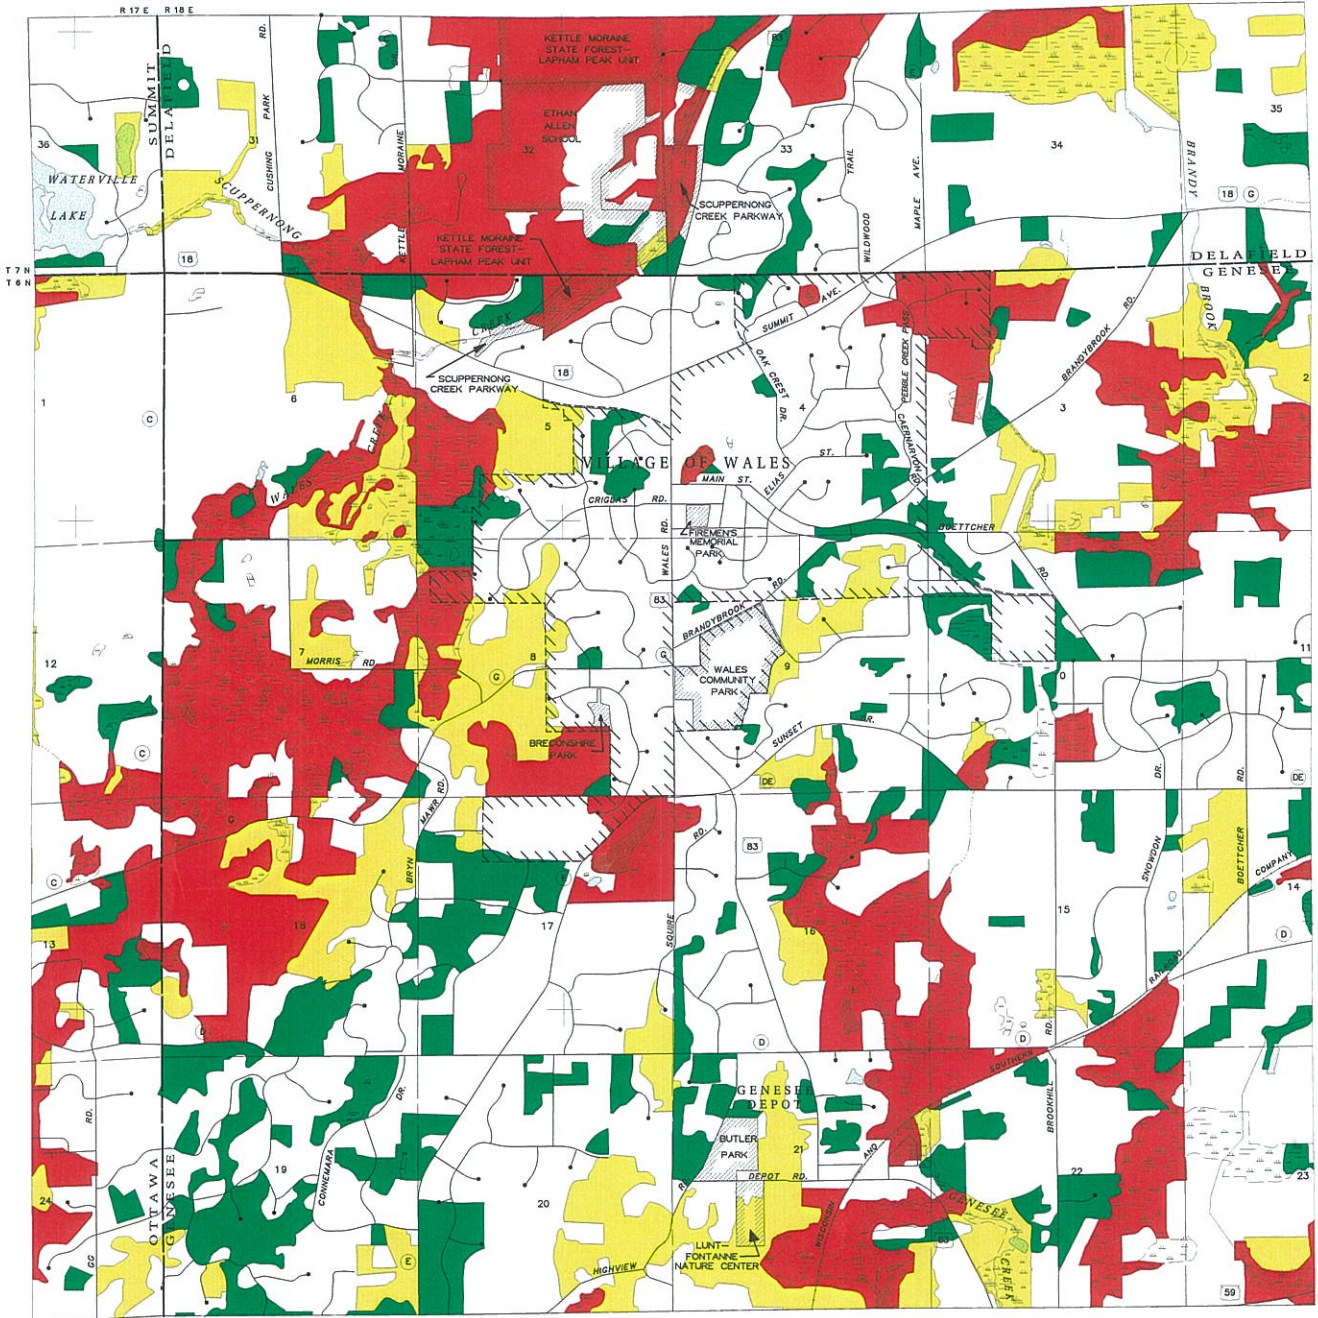 R 17 E R 18 E
SUMMIT
DELAFIELD
CUSHING PARK RD.
KETTLE MORAINE
KETTLE MORAINE
STATE FOREST-
LAPHAM PEAK UNIT
83
ETHAN
ALLEN
SCHOOL
36
31
32
33
34
35
WATERVILLE
LAKE
SCUPPERNONG
SCUPPERNONG
CREEK PARKWAY
WILDWOOD TRAIL
MAPLE AVE.
BRANDY
18 G
18
KETTLE MORAINE
STATE FOREST-
LAPHAM PEAK UNIT
T 7 N
T 6 N
DELAFIELD
GENESEE
BROOK
CREEK
SUMMIT AVE.
BRANDYBROOK RD.
OAK CREST DR.
PEBBLE CREEK PASS
SCUPPERNONG
CREEK PARKWAY
18
1
C
6
5
4
3
2
CREEK
WALES
CAERNARVON RD.
VILLAGE OF WALES
MAIN ST.
ELIAS ST.
CRIGLAS RD.
FIREMEN'S
MEMORIAL
PARK
WALES RD.
BOETTCHER RD.
83
BRANDYBROOK RD.
12
7
MORRIS RD
8
G
G
WALES
COMMUNITY
PARK
9
11
BRECONSHIRE
PARK
SUNSET DR.
C
DE
DR.
RD.
DE
BRYN MAWR RD.
G
C
83
SQUIRE RD.
SNOWDON
BOETTCHER
COMPANY
13
18
17
16
15
14
D
RAILROAD
D
D
D
SOUTHERN
RD.
RD.
DR.
CONNEMARA
GENESEE
DEPOT
BUTLER
PARK
BROOKHILL
AND
19
20
21
22
23
24
DEPOT RD.
OTTAWA
GENESEE
GG
E
WISCONSIN
GENESEE
CREEK
83
LUNT-
FONTANNE
NATURE CENTER
HIGHVIEW
59